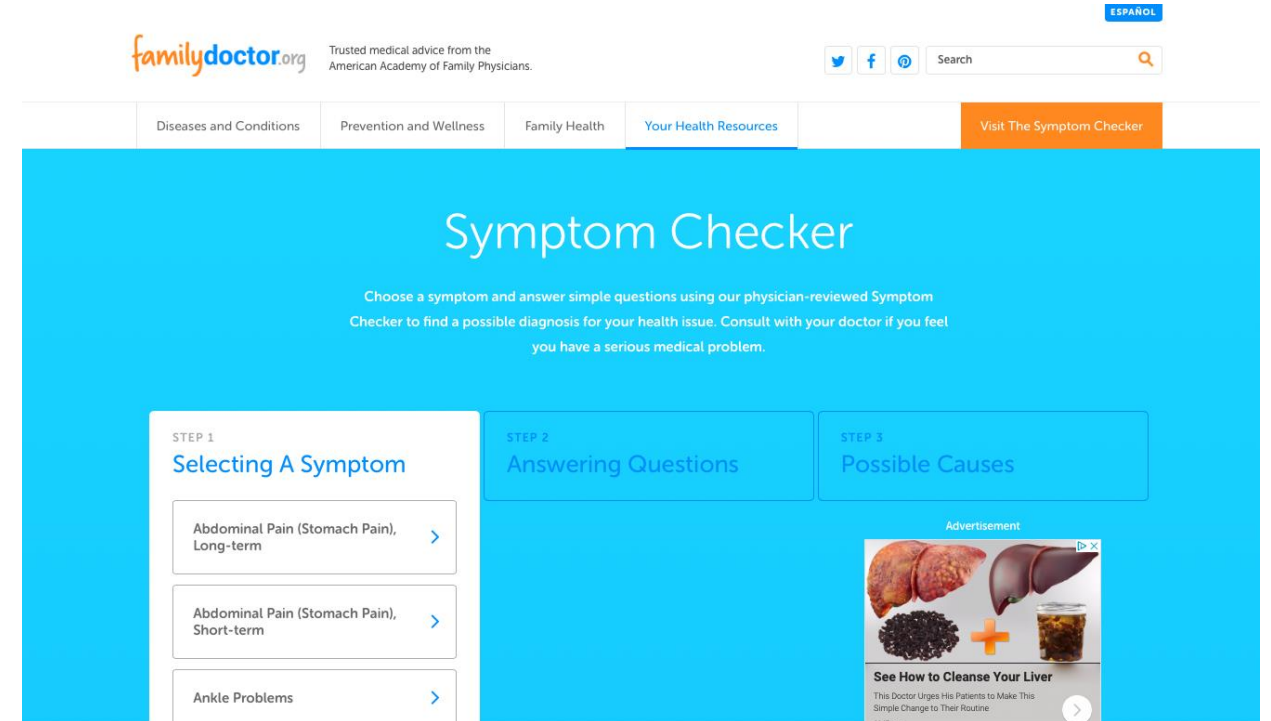 ESPAÑOL
familydoctor.org
Trusted medical advice from the
American Academy of Family Physicians.
Search
Diseases and Conditions
Prevention and Wellness
Family Health
Your Health Resources
Visit The Symptom Checker
Symptom Checker
Choose a symptom and answer simple questions using our physician-reviewed Symptom
Checker to find a possible diagnosis for your health issue. Consult with your doctor if you feel
you have a serious medical problem.
STEP 1
Selecting A Symptom
STEP 2
Answering Questions
STEP 3
Possible Causes
Abdominal Pain (Stomach Pain),
Long-term
Abdominal Pain (Stomach Pain),
Short-term
Ankle Problems
Advertisement
See How to Cleanse Your Liver
This Doctor Urges His Patients to Make This
Simple Change to Their Routine